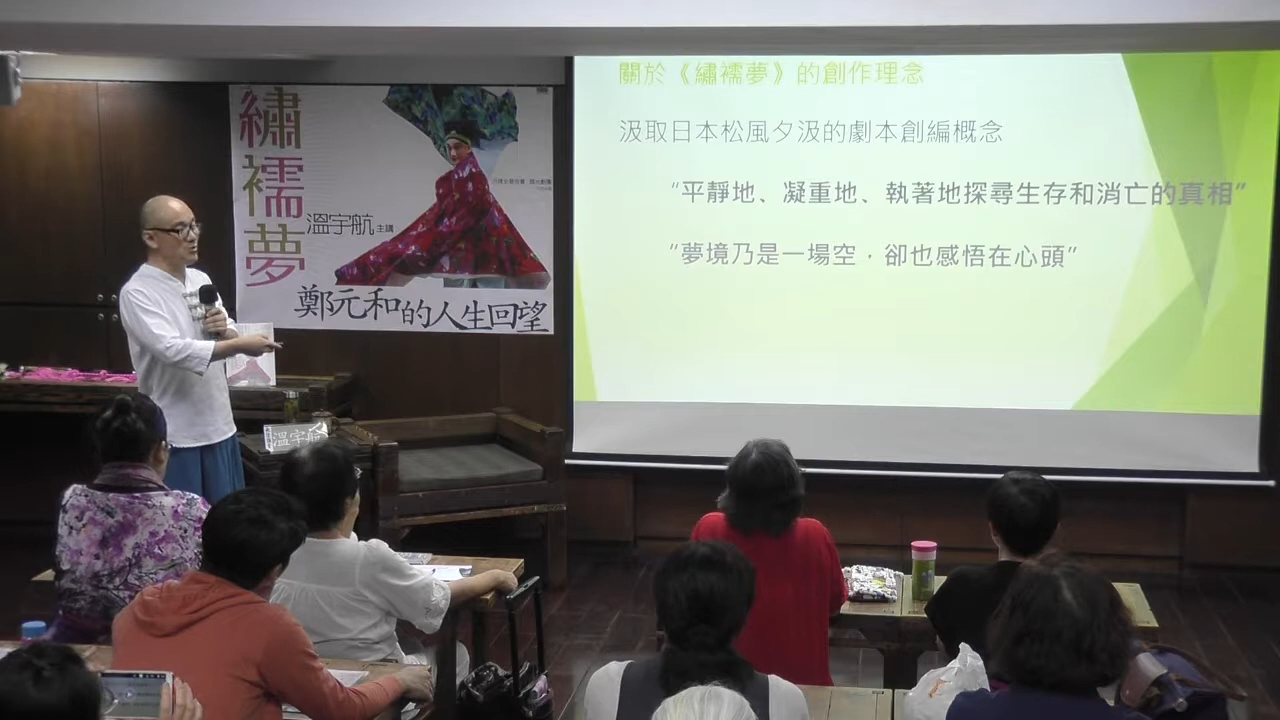 繡襦夢
溫宇航 主講
鄭元和的人生回望
關於《繡襦夢》的創作理念
汲取日本松風夕汲的劇本創編概念
“平靜地、凝重地、執著地探尋生存和消亡的真相”
“夢境乃是一場空，卻也感悟在心頭”
溫宇航